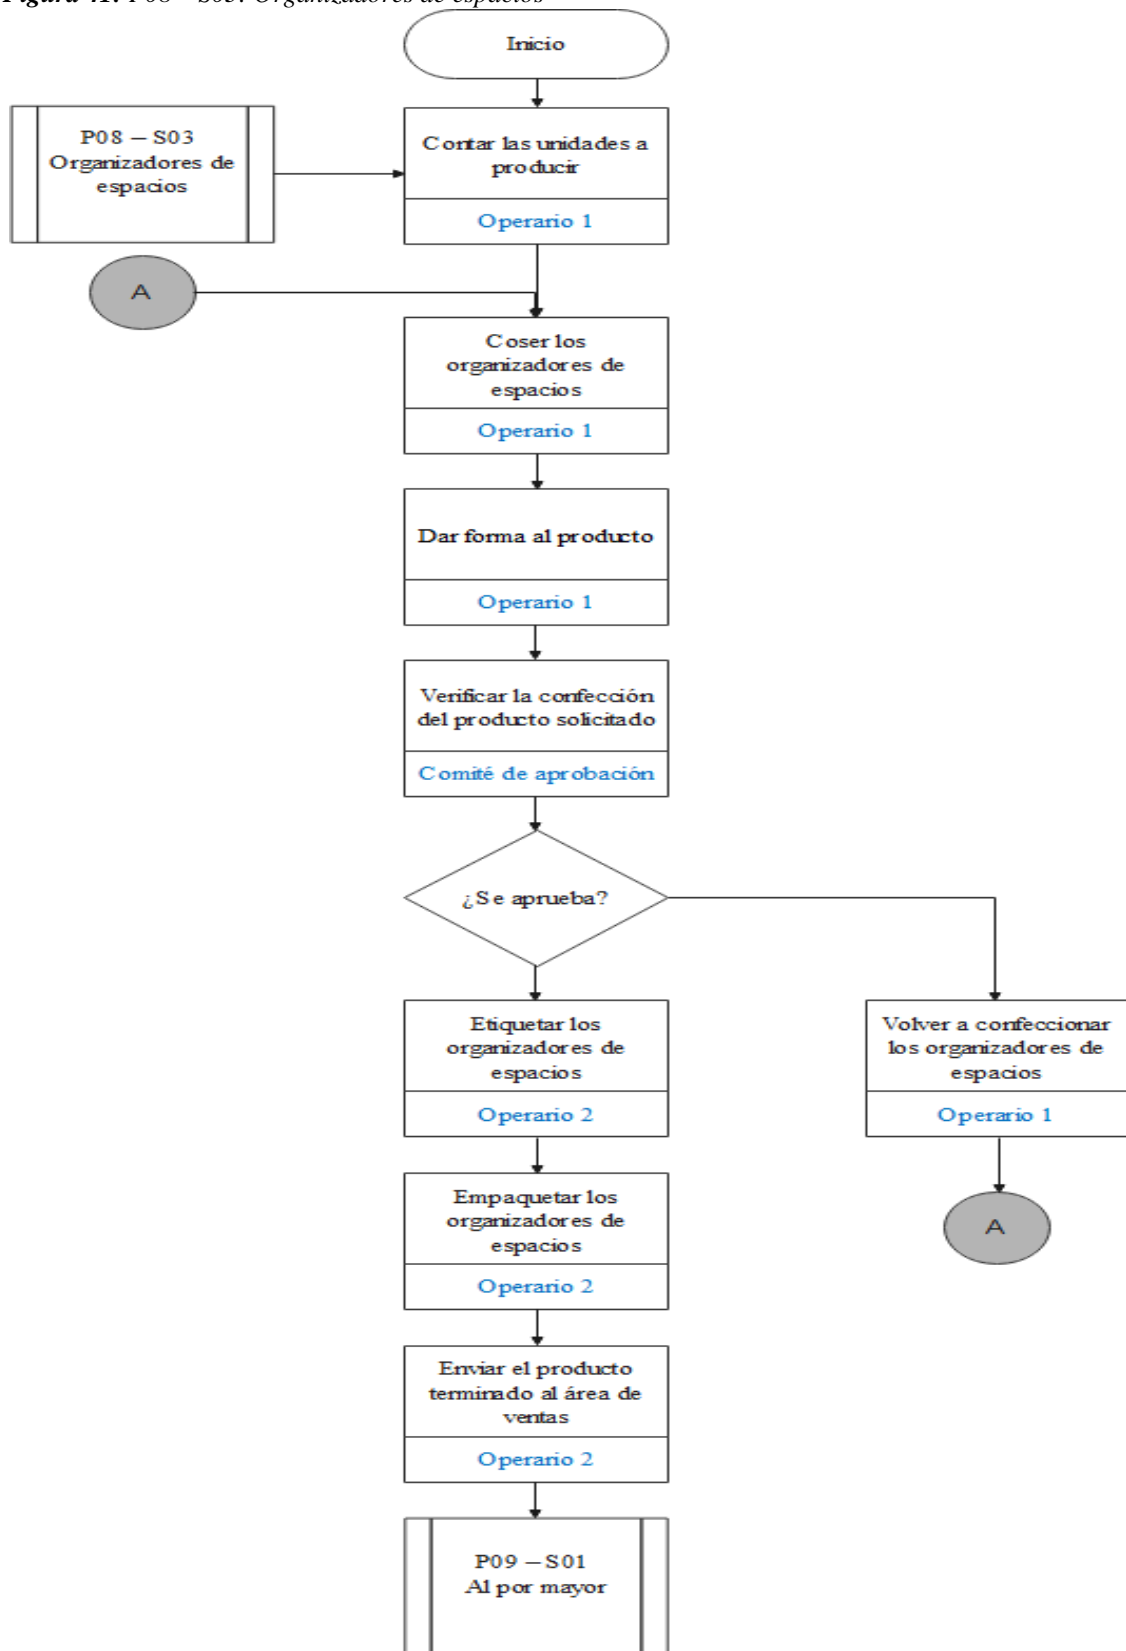 Inicio
P08 – S03
Organizadores de
espacios
Contar las unidades a
producir
Operario 1
A
Coser los
organizadores de
espacios
Operario 1
Dar forma al producto
Operario 1
Verificar la confección
del producto solicitado
Comité de aprobación
¿Se aprueba?
Etiquetar los
organizadores de
espacios
Operario 2
Volver a confeccionar
los organizadores de
espacios
Operario 1
Empaquetar los
organizadores de
espacios
Operario 2
A
Enviar el producto
terminado al área de
ventas
Operario 2
P09 – S01
Al por mayor